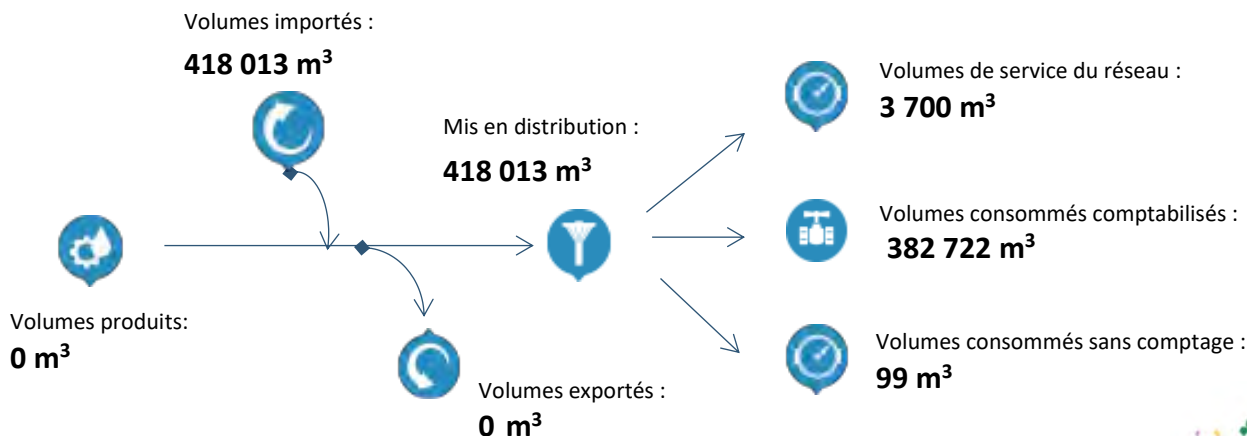 Volumes importés :
418 013 m³
Mis en distribution :
418 013 m³
Volumes de service du réseau :
3 700 m³
Volumes consommés comptabilisés :
382 722 m³
Volumes produits:
0 m³
Volumes exportés :
0 m³
Volumes consommés sans comptage :
99 m³